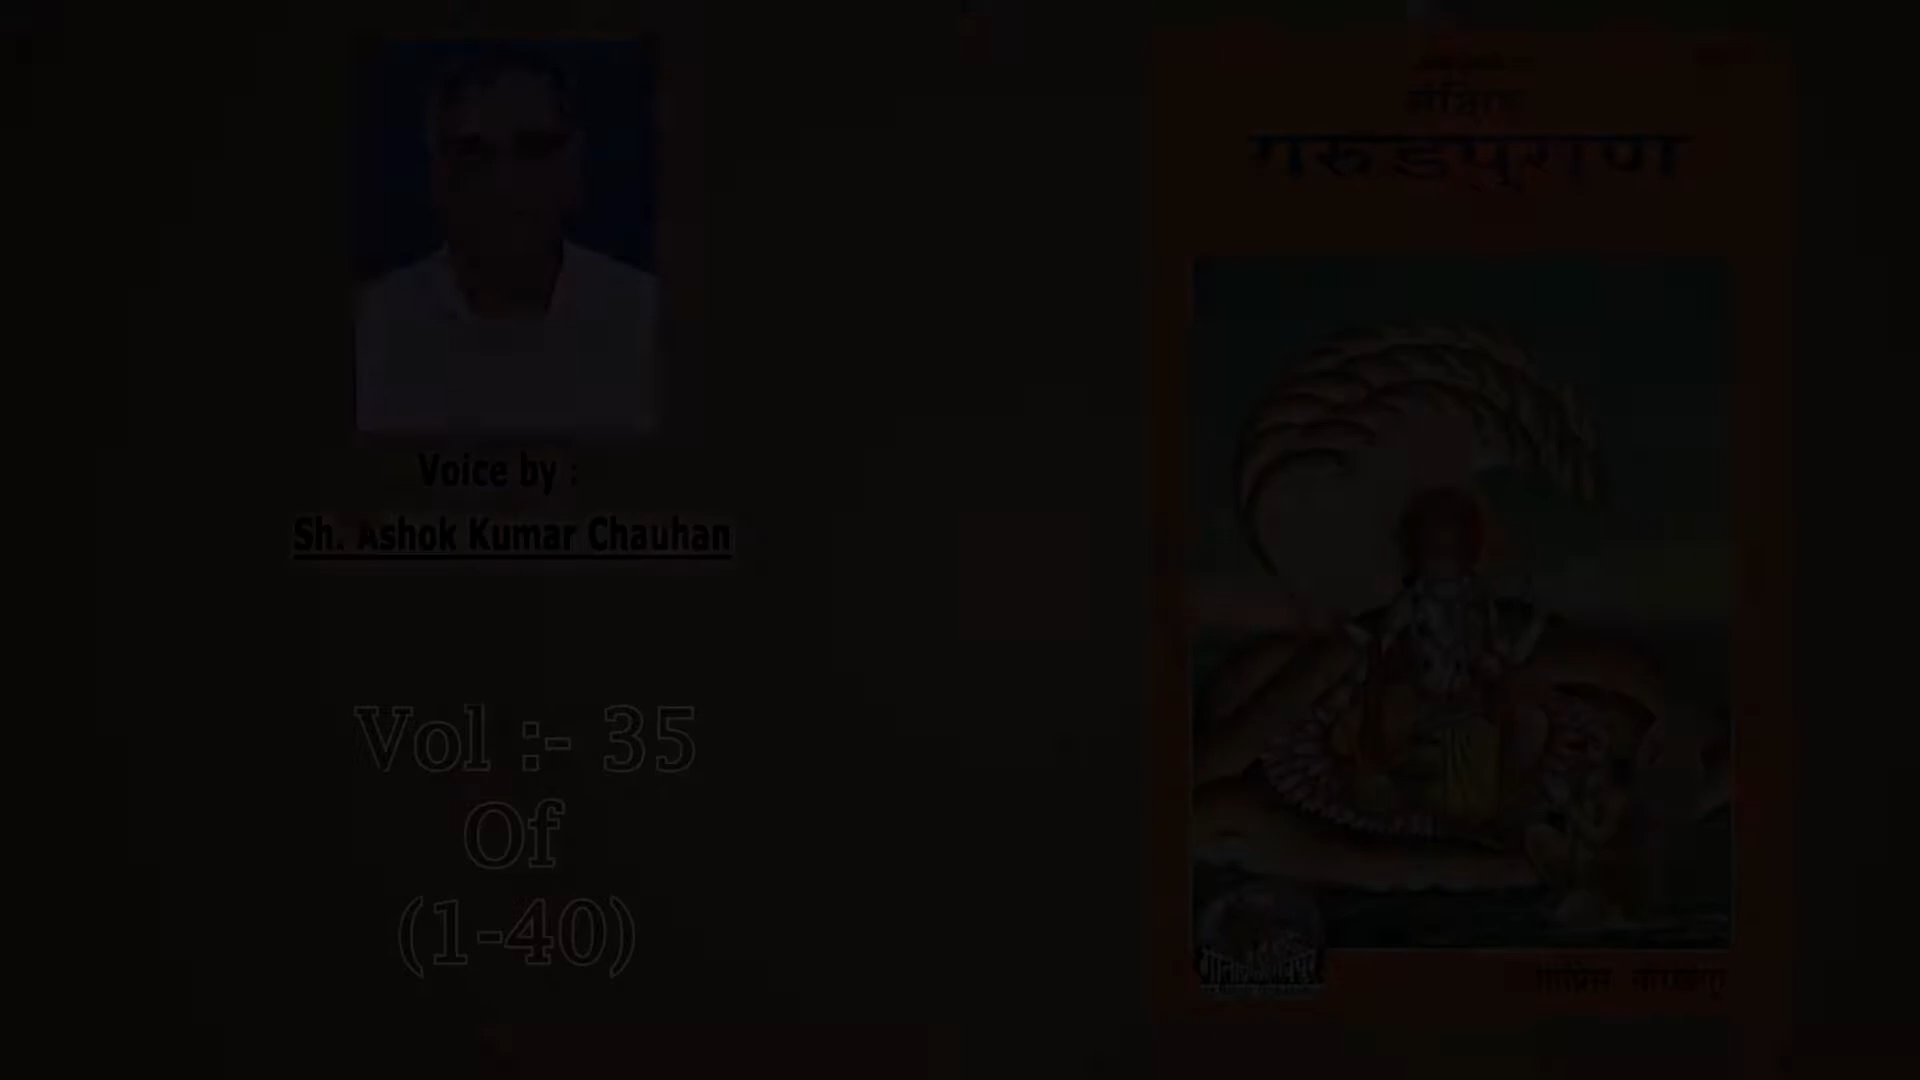 Voice by :
Sh. Ashok Kumar Chauhan
Vol :- 35
Of
(1-40)
संक्षिप्त
गरुडपुराण